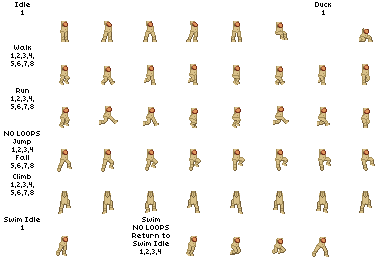 Idle
1
Duck
1
Walk
1,2,3,4,
5,6,7,8
Run
1,2,3,4,
5,6,7,8
NO LOOPS
Jump
1,2,3,4
Fall
5,6,7,8
Climb
1,2,3,4,
5,6,7,8
Swim Idle
1
Swim
NO LOOPS
Return to
Swim Idle
1,2,3,4